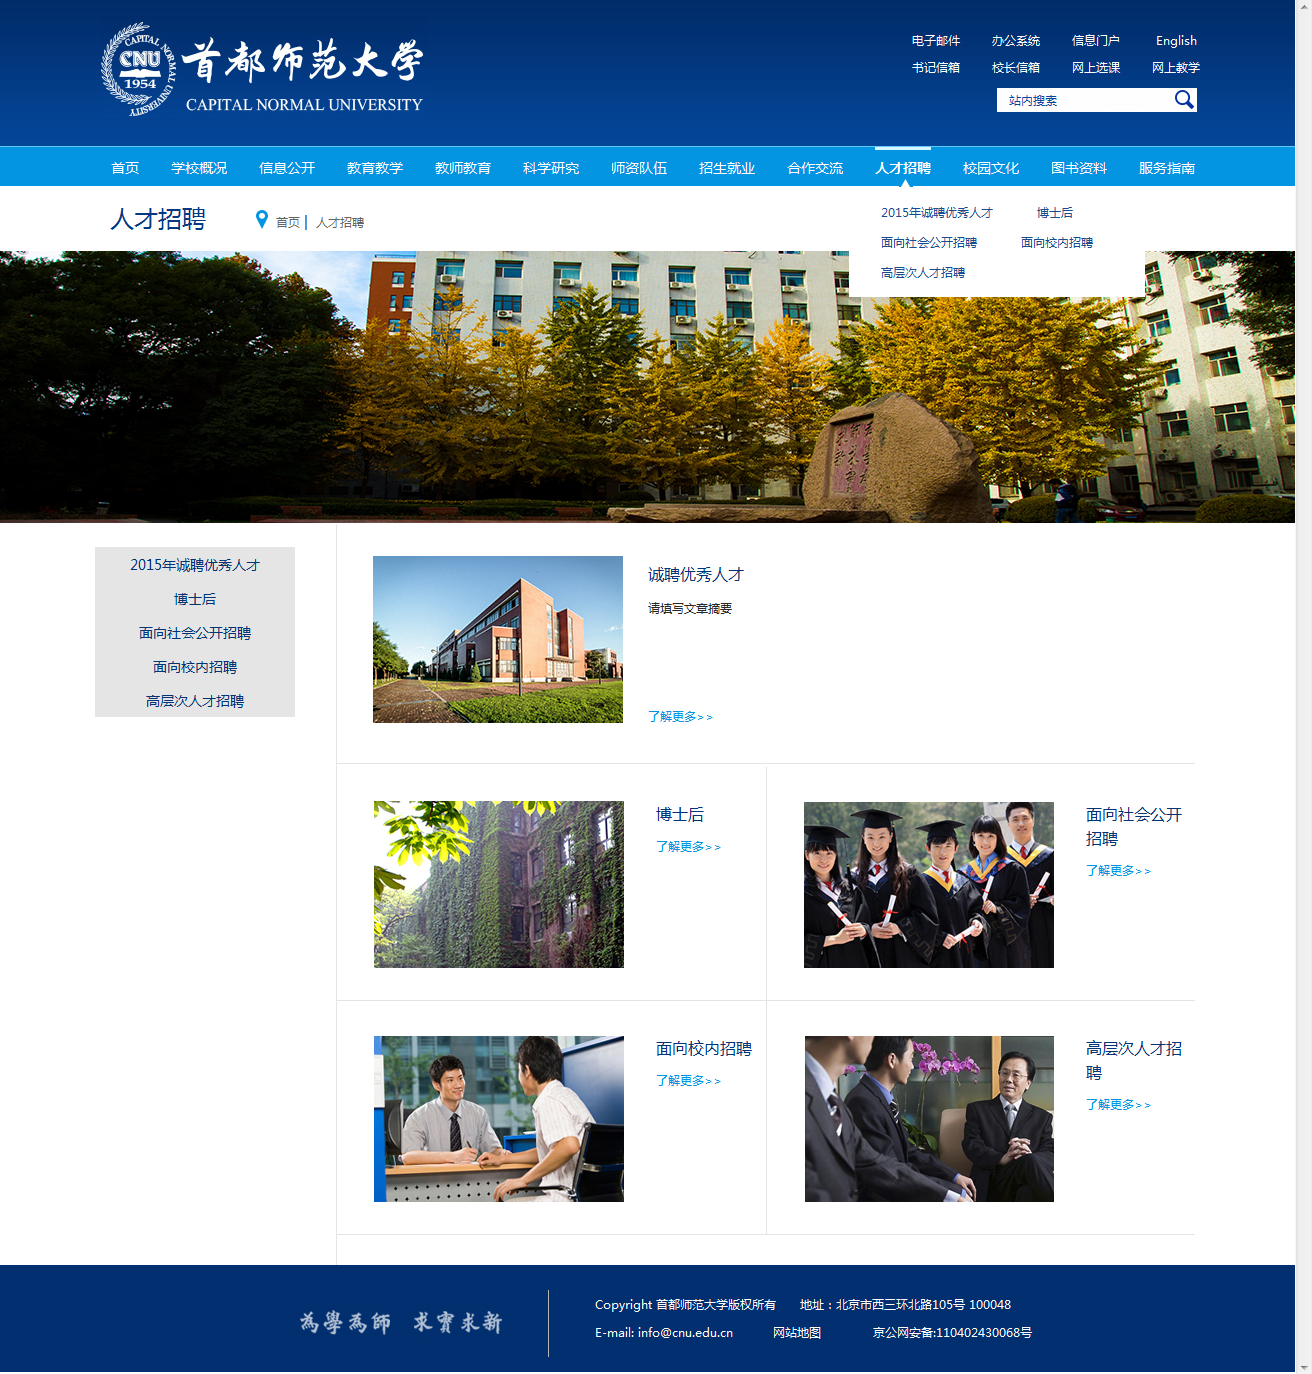 CAPITAL NORMAL UNIVERSITY
CNU
1954
首都师范大学
CAPITAL NORMAL UNIVERSITY
电子邮件 办公系统 信息门户 English
书记信箱 校长信箱 网上选课 网上教学
站内搜索
首页 学校概况 信息公开 教育教学 教师教育 科学研究 师资队伍 招生就业 合作交流 人才招聘 校园文化 图书资料 服务指南
人才招聘 首页 | 人才招聘
2015年诚聘优秀人才 博士后
面向社会公开招聘 面向校内招聘
高层次人才招聘
2015年诚聘优秀人才
博士后
面向社会公开招聘
面向校内招聘
高层次人才招聘
诚聘优秀人才
请填写文章摘要
了解更多>>
博士后
了解更多>>
面向社会公开
招聘
了解更多>>
面向校内招聘
了解更多>>
高层次人才招
聘
了解更多>>
为學为師 求實求新
Copyright 首都师范大学版权所有 地址：北京市西三环北路105号 100048
E-mail: info@cnu.edu.cn 网站地图 京公网安备:110402430068号